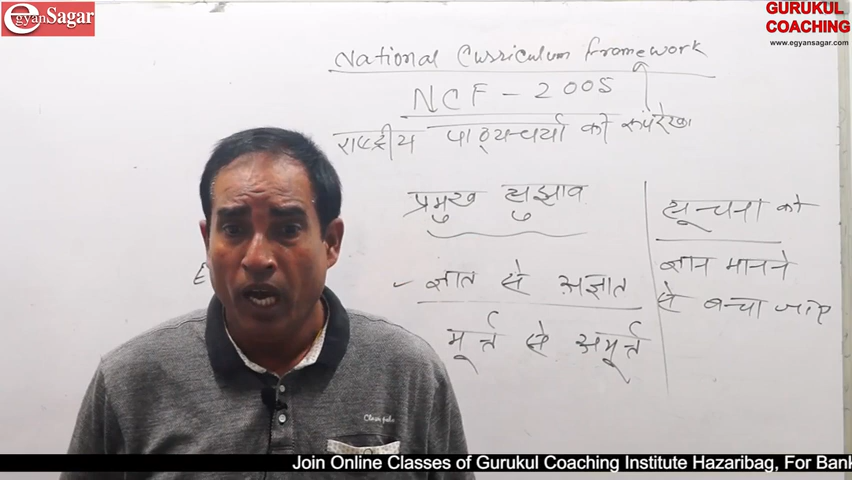 egyanSagar
GURUKUL
COACHING
www.egyansagar.com
National Curriculum Framework
NCF - 2005
राष्ट्रीय पाठ्यचर्या की रूपरेखा
प्रमुख सुझाव
ज्ञात से अज्ञात
मूर्त्त से अमूर्त्त
सूचना को
ज्ञान मानने
से बचा जाए
Join Online Classes of Gurukul Coaching Institute Hazaribag, For Bank